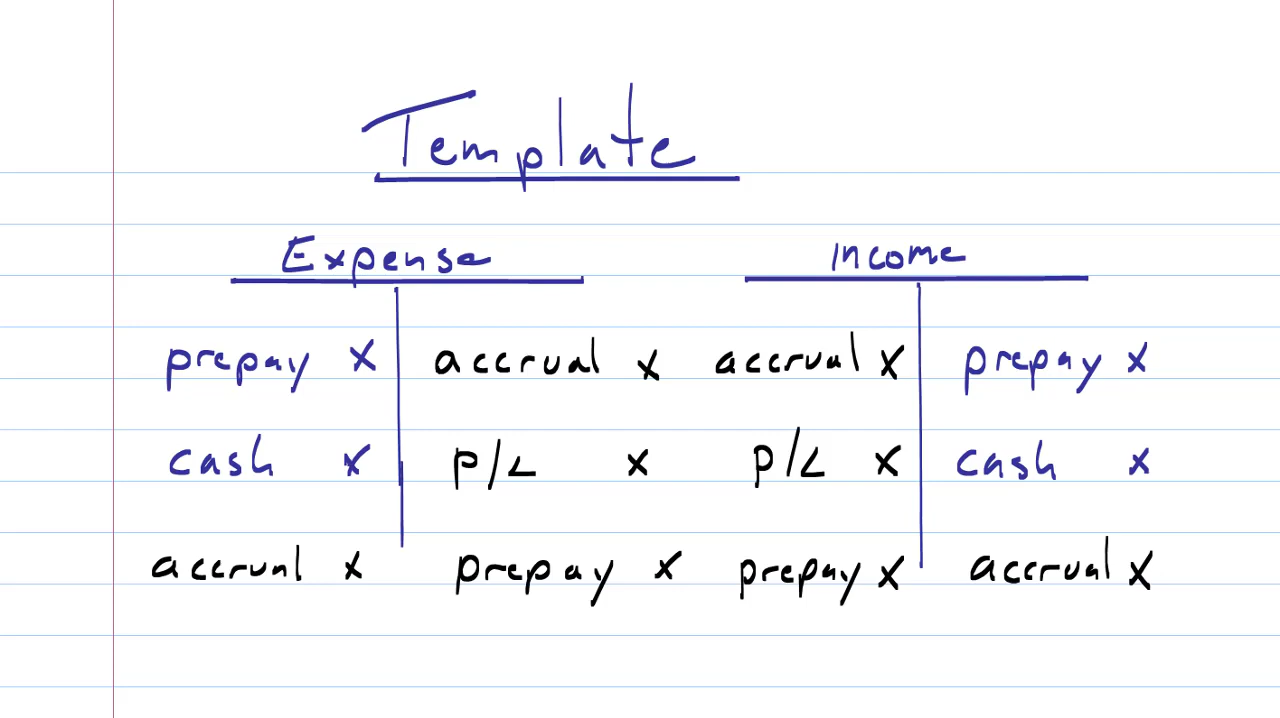 Template
Expense Income
prepay x accrual x accrual x prepay x
cash x P/L x P/L x cash x
accrual x prepay x prepay x accrual x